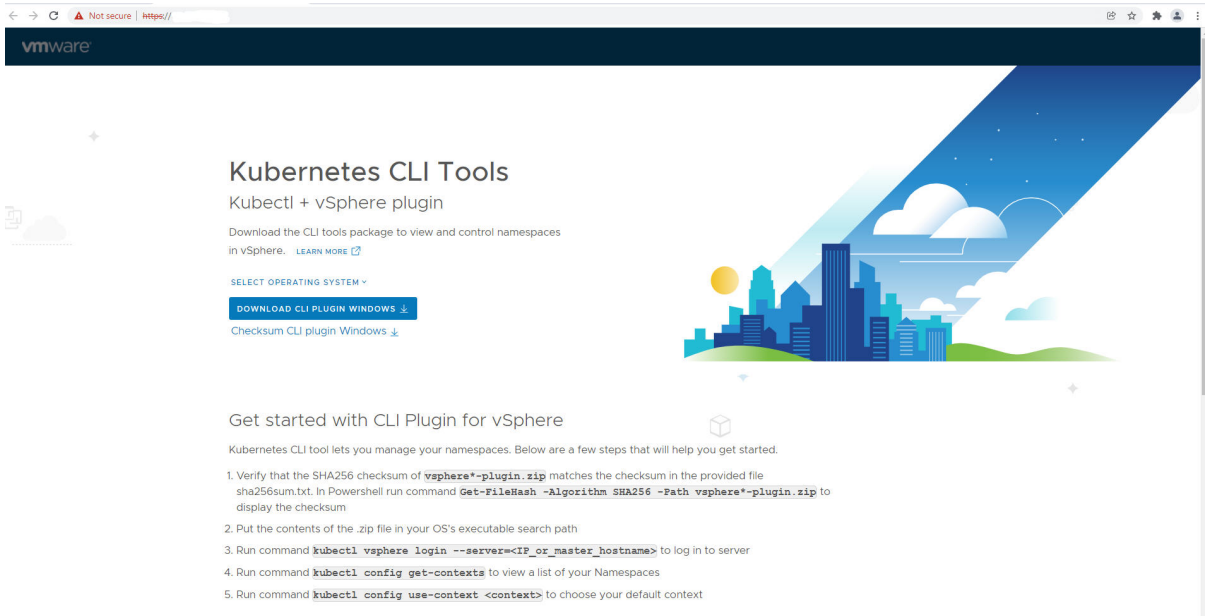 Not secure | https://
vmware
Kubernetes CLI Tools
Kubectl + vSphere plugin
Download the CLI tools package to view and control namespaces
in vSphere. LEARN MORE
SELECT OPERATING SYSTEM
DOWNLOAD CLI PLUGIN WINDOWS
Checksum CLI plugin Windows
Get started with CLI Plugin for vSphere
Kubernetes CLI tool lets you manage your namespaces. Below are a few steps that will help you get started.
1. Verify that the SHA256 checksum of vsphere*-plugin.zip matches the checksum in the provided file
sha256sum.txt. In Powershell run command Get-FileHash -Algorithm SHA256 -Path vsphere*-plugin.zip to
display the checksum
2. Put the contents of the .zip file in your OS's executable search path
3. Run command kubectl vsphere login --server=<IP_or_master_hostname> to log in to server
4. Run command kubectl config get-contexts to view a list of your Namespaces
5. Run command kubectl config use-context <context> to choose your default context